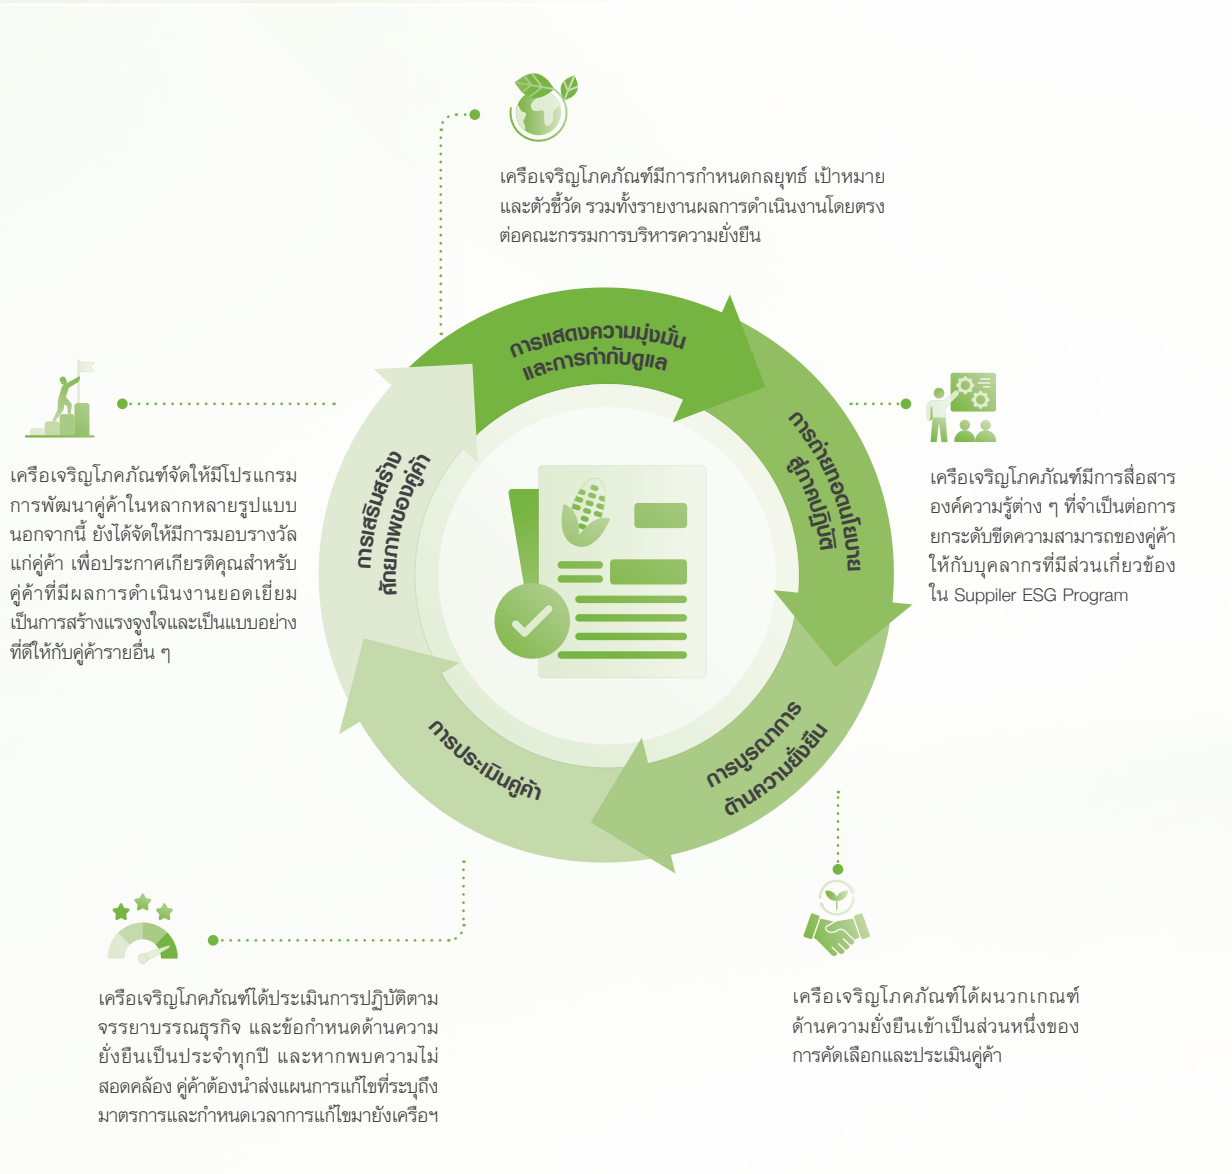 เครือเจริญโภคภัณฑ์มีการกำหนดกลยุทธ์ เป้าหมาย
และตัวชี้วัด รวมทั้งรายงานผลการดำเนินงานโดยตรง
ต่อคณะกรรมการบริหารความยั่งยืน
การแสดงความมุ่งมั่น
และการกำกับดูแล
การถ่ายทอดนโยบาย
สู่ภาคปฏิบัติ
เครือเจริญโภคภัณฑ์มีการสื่อสาร
องค์ความรู้ต่าง ๆ ที่จำเป็นต่อการ
ยกระดับขีดความสามารถของคู่ค้า
ให้กับบุคลากรที่มีส่วนเกี่ยวข้อง
ใน Suppiler ESG Program
การบูรณาการ
ด้านความยั่งยืน
เครือเจริญโภคภัณฑ์ได้ผนวกเกณฑ์
ด้านความยั่งยืนเข้าเป็นส่วนหนึ่งของ
การคัดเลือกและประเมินคู่ค้า
การประเมินคู่ค้า
เครือเจริญโภคภัณฑ์ได้ประเมินการปฏิบัติตาม
จรรยาบรรณธุรกิจ และข้อกำหนดด้านความ
ยั่งยืนเป็นประจำทุกปี และหากพบความไม่
สอดคล้อง คู่ค้าต้องนำส่งแผนการแก้ไขที่ระบุถึง
มาตรการและกำหนดเวลาการแก้ไขมายังเครือฯ
การเสริมสร้าง
ศักยภาพของคู่ค้า
เครือเจริญโภคภัณฑ์จัดให้มีโปรแกรม
การพัฒนาคู่ค้าในหลากหลายรูปแบบ
นอกจากนี้ ยังได้จัดให้มีการมอบรางวัล
แก่คู่ค้า เพื่อประกาศเกียรติคุณสำหรับ
คู่ค้าที่มีผลการดำเนินงานยอดเยี่ยม
เป็นการสร้างแรงจูงใจและเป็นแบบอย่าง
ที่ดีให้กับคู่ค้ารายอื่น ๆ